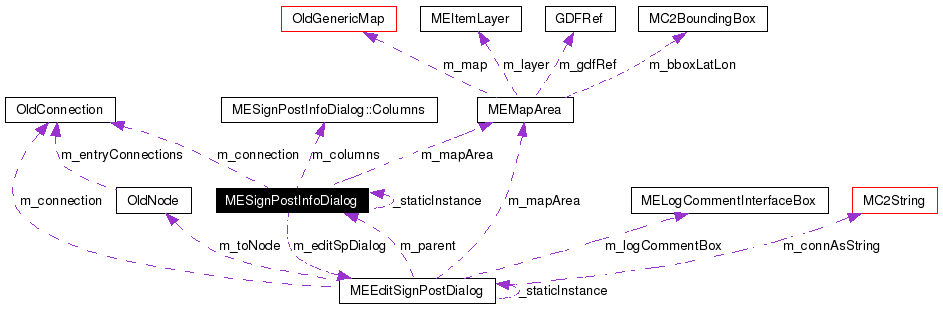 OldGenericMap
MEItemLayer
GDFRef
MC2BoundingBox
m_map
m_layer
m_gdfRef
m_bboxLatLon
OldConnection
MESignPostInfoDialog::Columns
MEMapArea
m_entryConnections
m_connection
m_columns
m_mapArea
m_connection
OldNode
MESignPostInfoDialog
_staticInstance
m_mapArea
MELogCommentInterfaceBox
MC2String
m_toNode
m_editSpDialog
m_parent
m_logCommentBox
m_connAsString
MEEditSignPostDialog
_staticInstance